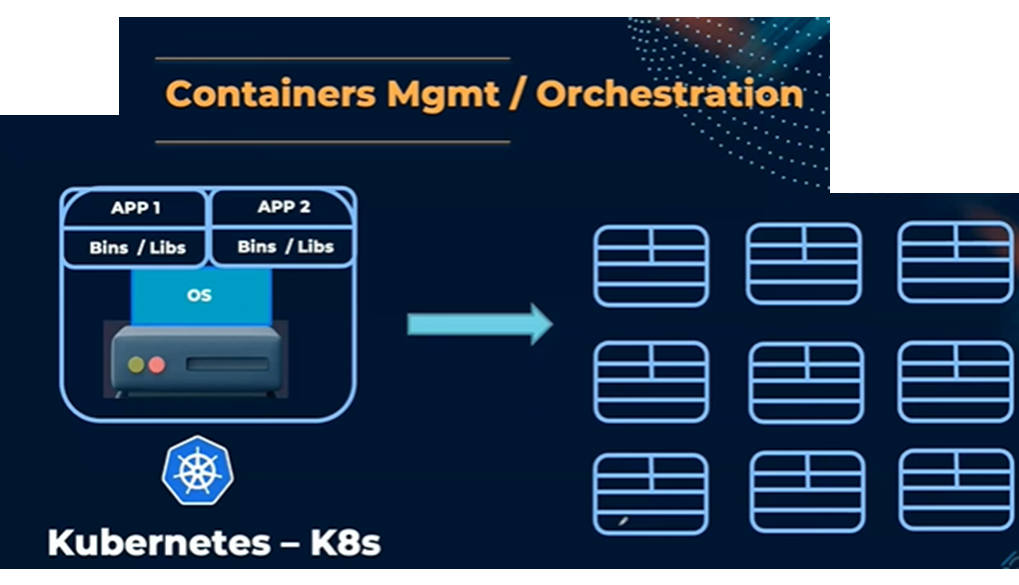 Containers Mgmt / Orchestration
APP 1
APP 2
Bins / Libs
Bins / Libs
OS
Kubernetes – K8s